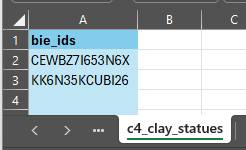 A B C
1 bie_ids
2 CEWBZ7I653N6X
3 KK6N35KCUBI26
4
c4_clay_statues